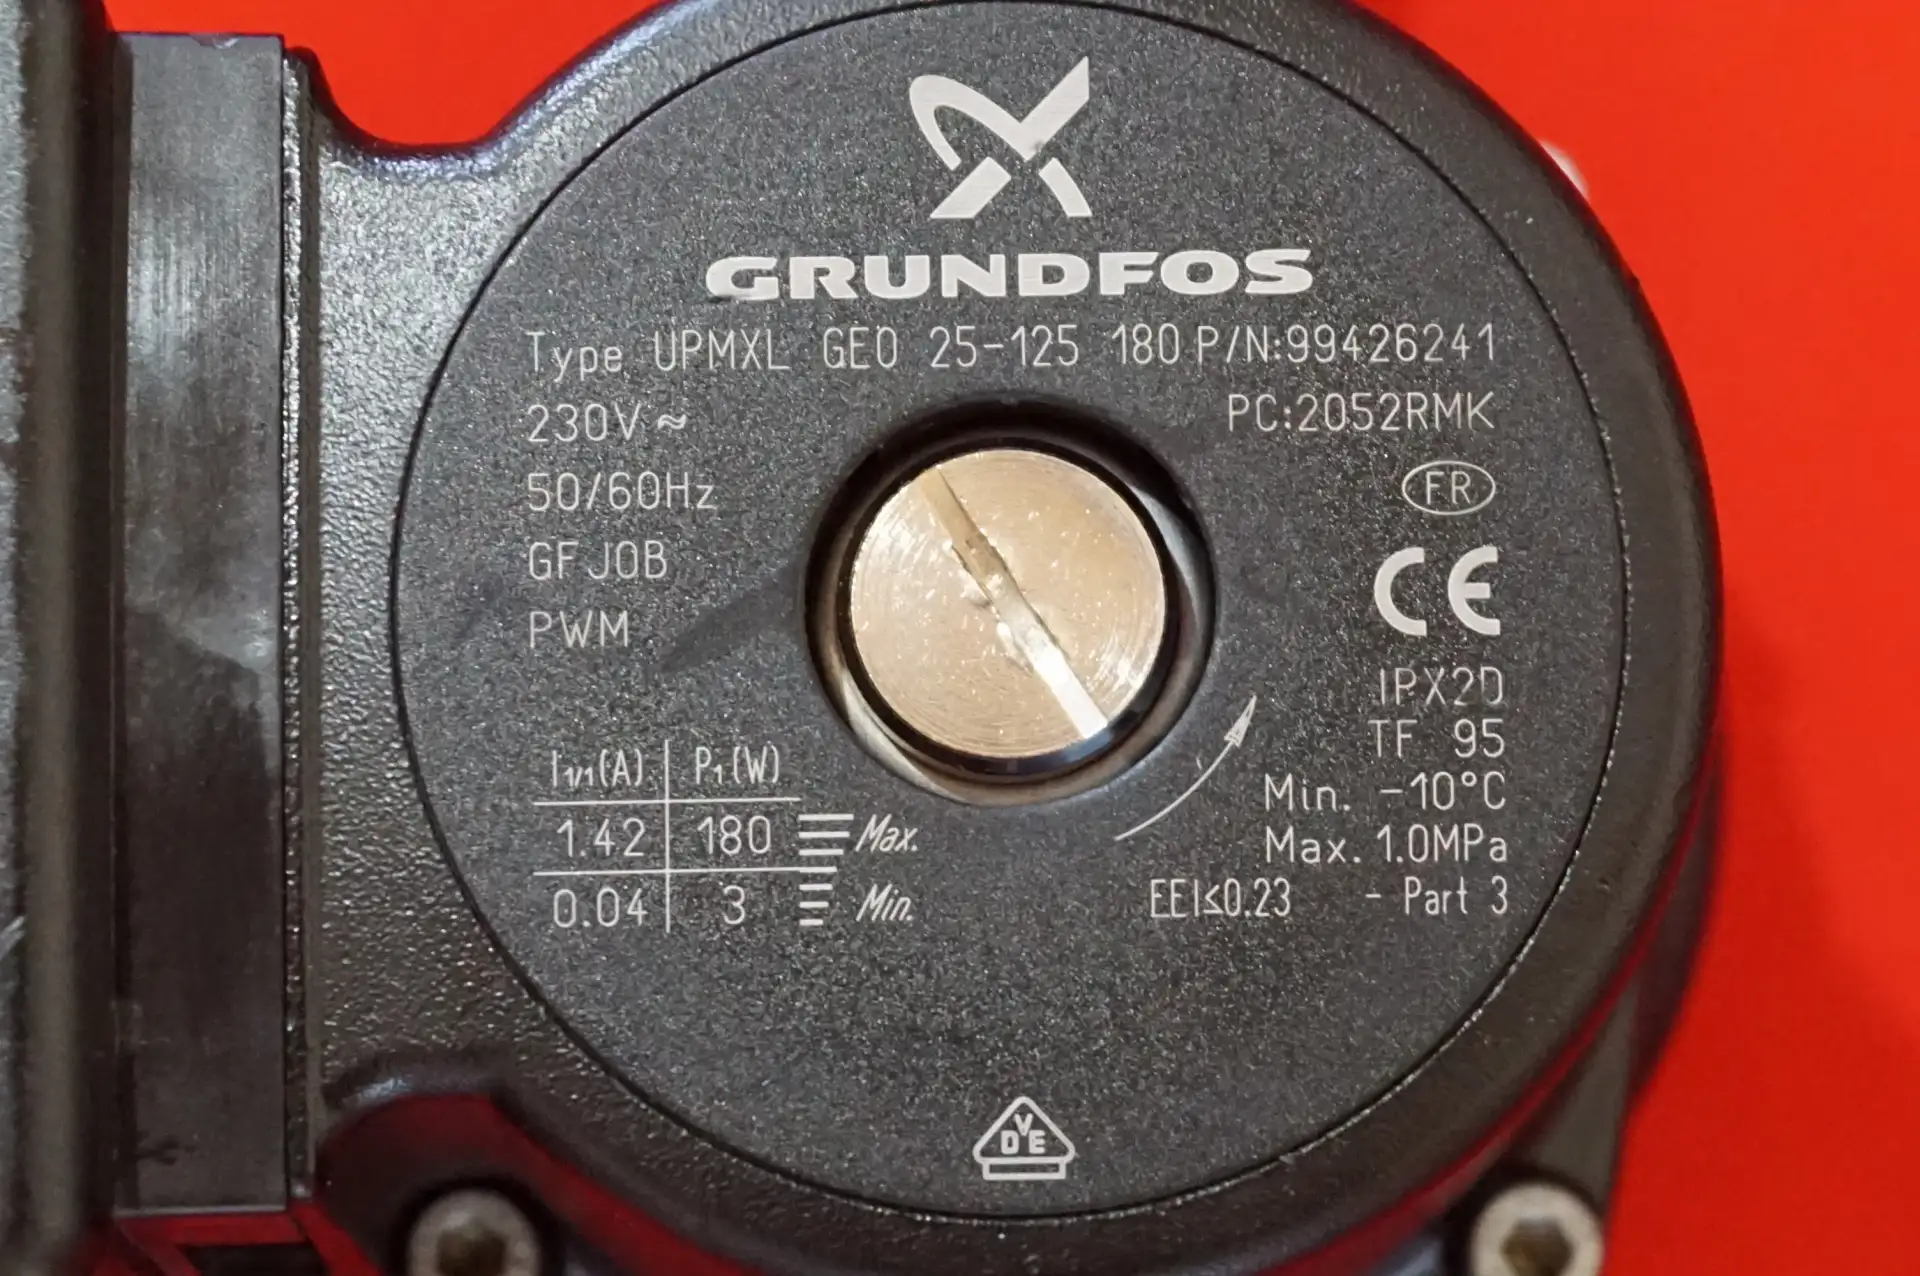 GRUNDFOS
Type UPMXL GEO 25-125 180 P/N:99426241
230V ≂ PC:2052RMK
50/60Hz FR
GFJOB CE
PWM
IPX2D
TF 95
I1/1(A) P1(W) Min. -10°C
1.42 180 Max. Max. 1.0MPa
0.04 3 Min. EEI≤0.23 - Part 3
VDE